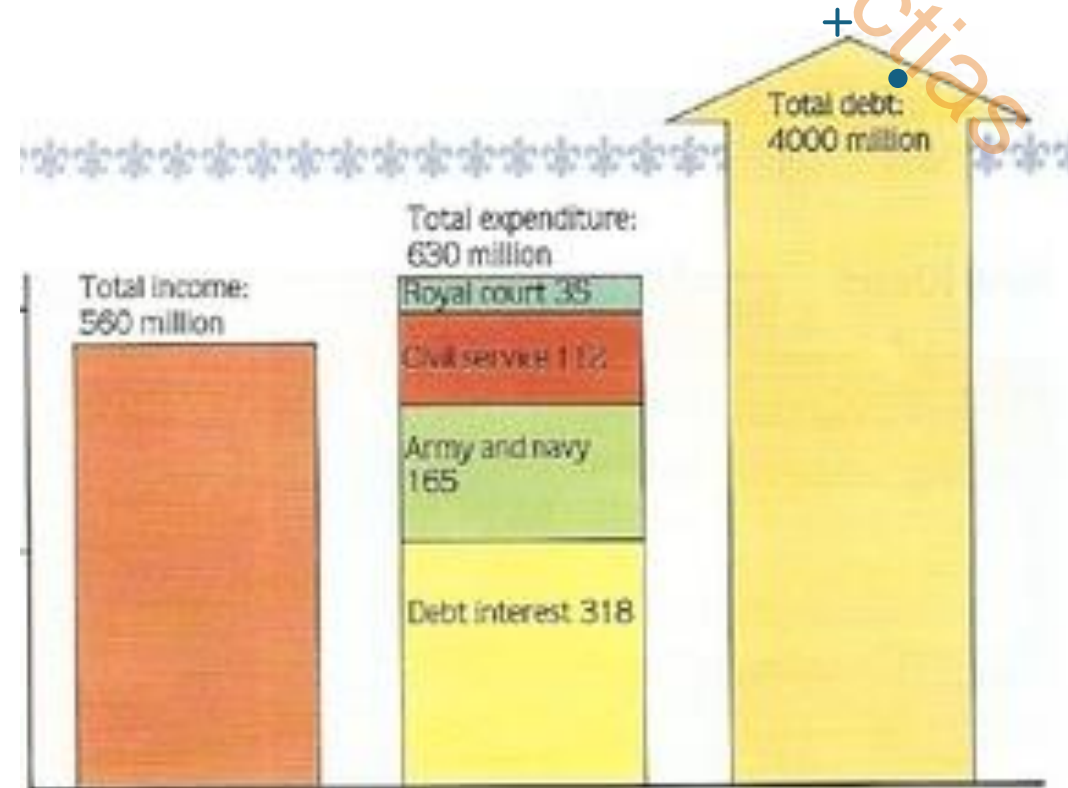 ctias
Total debt:
4000 million
Total expenditure:
630 million
Royal court 35
Total income:
560 million
Civil service 112
Army and navy
165
Debt interest 318